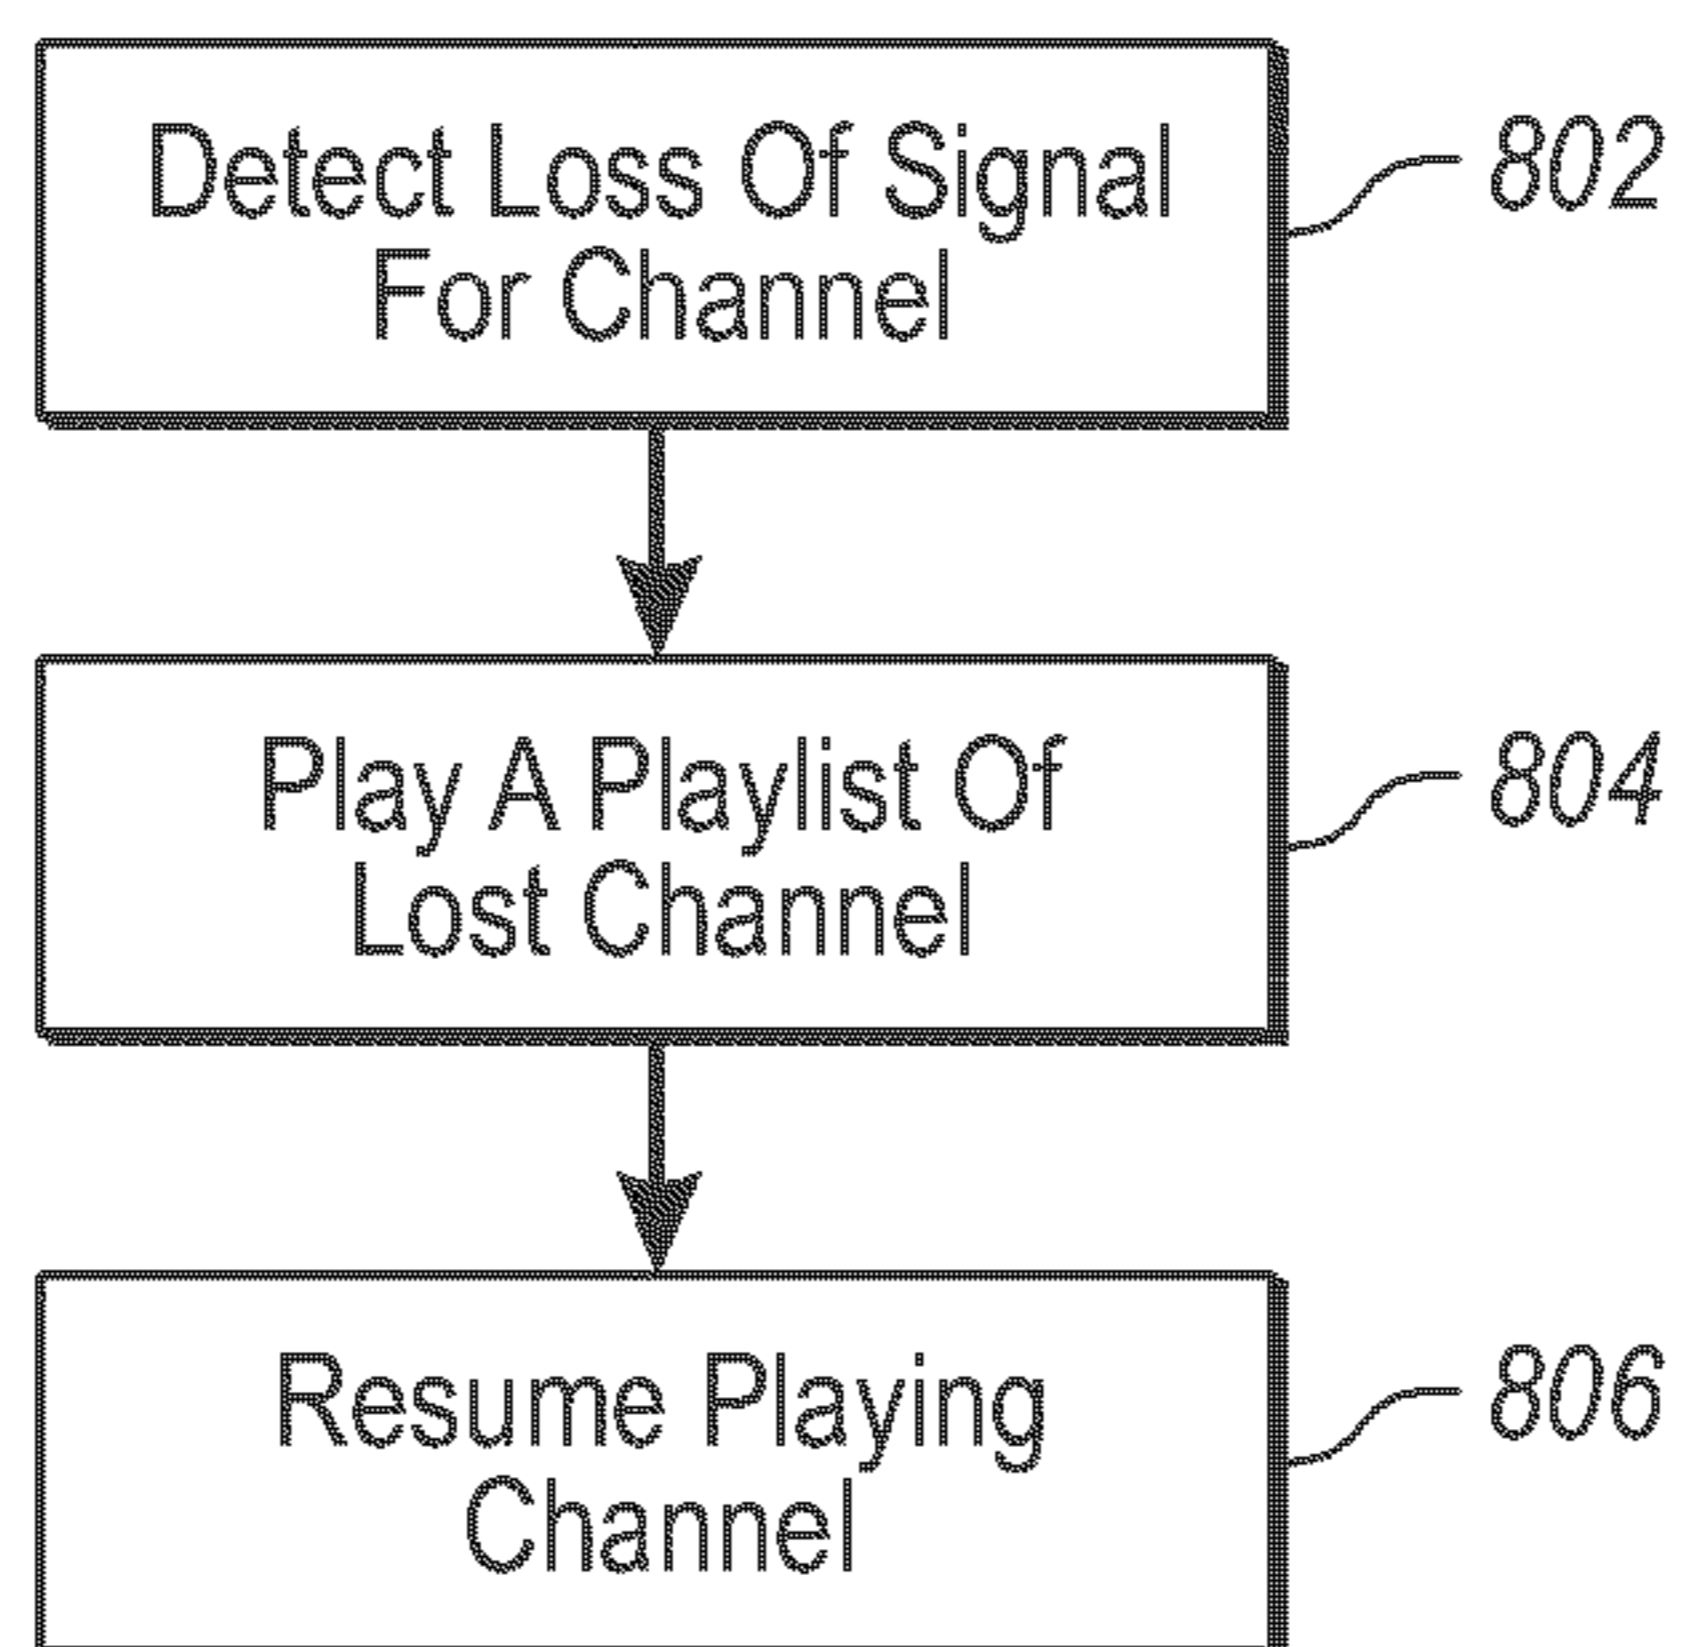 Detect Loss Of Signal
For Channel
802
Play A Playlist Of
Lost Channel
804
Resume Playing
Channel
806